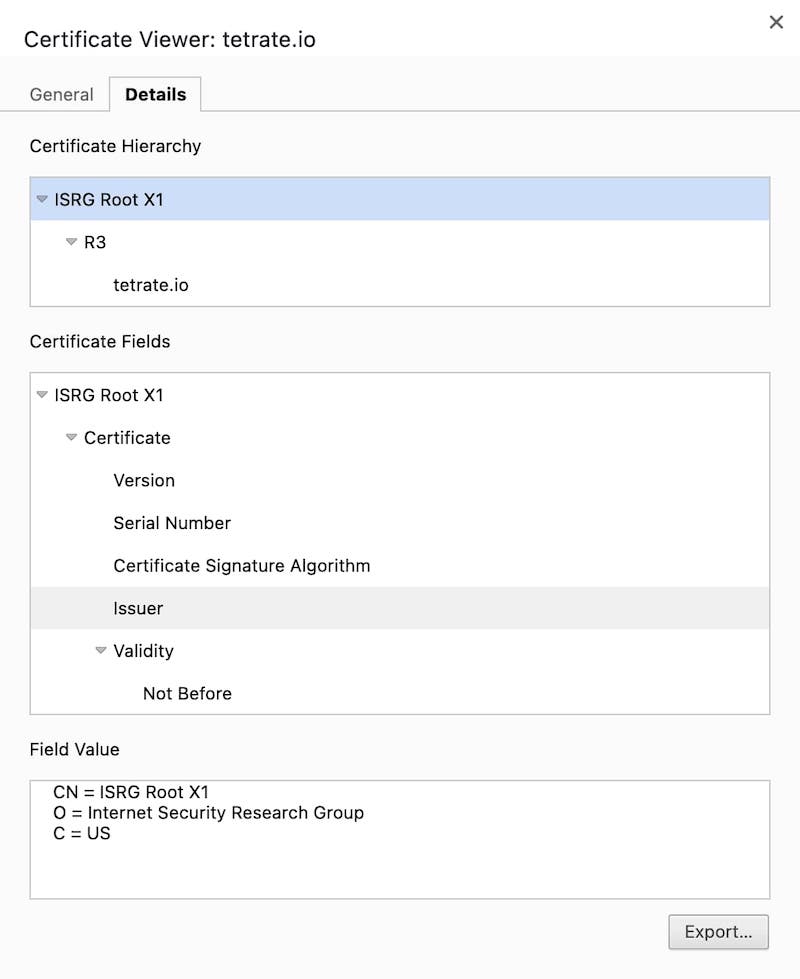 Certificate Viewer: tetrate.io
General Details
Certificate Hierarchy
ISRG Root X1
R3
tetrate.io
Certificate Fields
ISRG Root X1
Certificate
Version
Serial Number
Certificate Signature Algorithm
Issuer
Validity
Not Before
Field Value
CN = ISRG Root X1
O = Internet Security Research Group
C = US
Export...